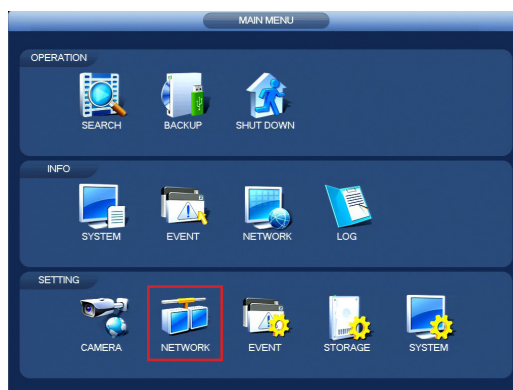 MAIN MENU
OPERATION
SEARCH BACKUP SHUT DOWN
INFO
SYSTEM EVENT NETWORK LOG
SETTING
CAMERA NETWORK EVENT STORAGE SYSTEM